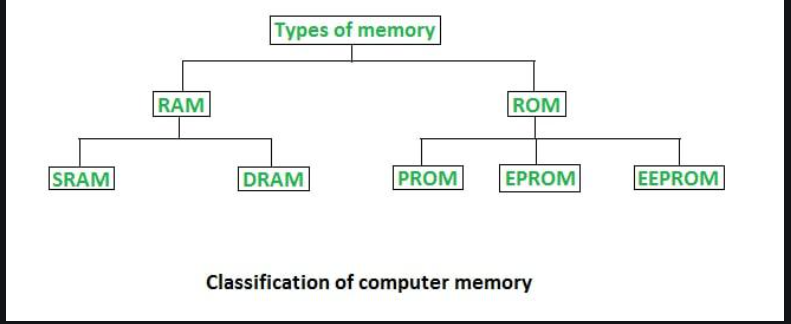 Types of memory
RAM
ROM
SRAM
DRAM
PROM
EPROM
EEPROM
Classification of computer memory